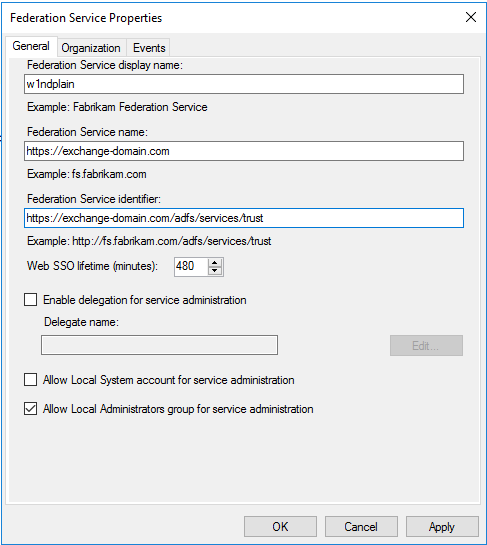 Federation Service Properties
General Organization Events
Federation Service display name:
w1ndplain
Example: Fabrikam Federation Service
Federation Service name:
https://exchange-domain.com
Example: fs.fabrikam.com
Federation Service identifier:
https://exchange-domain.com/adfs/services/trust
Example: http://fs.fabrikam.com/adfs/services/trust
Web SSO lifetime (minutes): 480
Enable delegation for service administration
Delegate name:
Edit...
Allow Local System account for service administration
Allow Local Administrators group for service administration
OK Cancel Apply